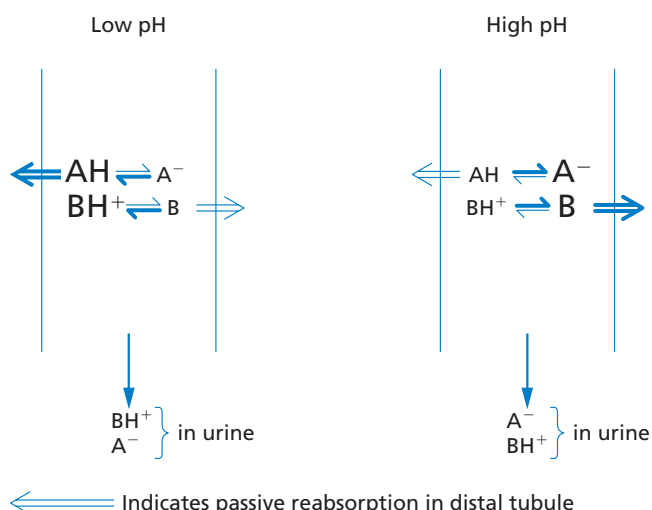 Low pH
High pH
AH ⇌ A⁻
BH⁺ ⇌ B
AH ⇌ A⁻
BH⁺ ⇌ B
BH⁺
A⁻
in urine
A⁻
BH⁺
in urine
Indicates passive reabsorption in distal tubule